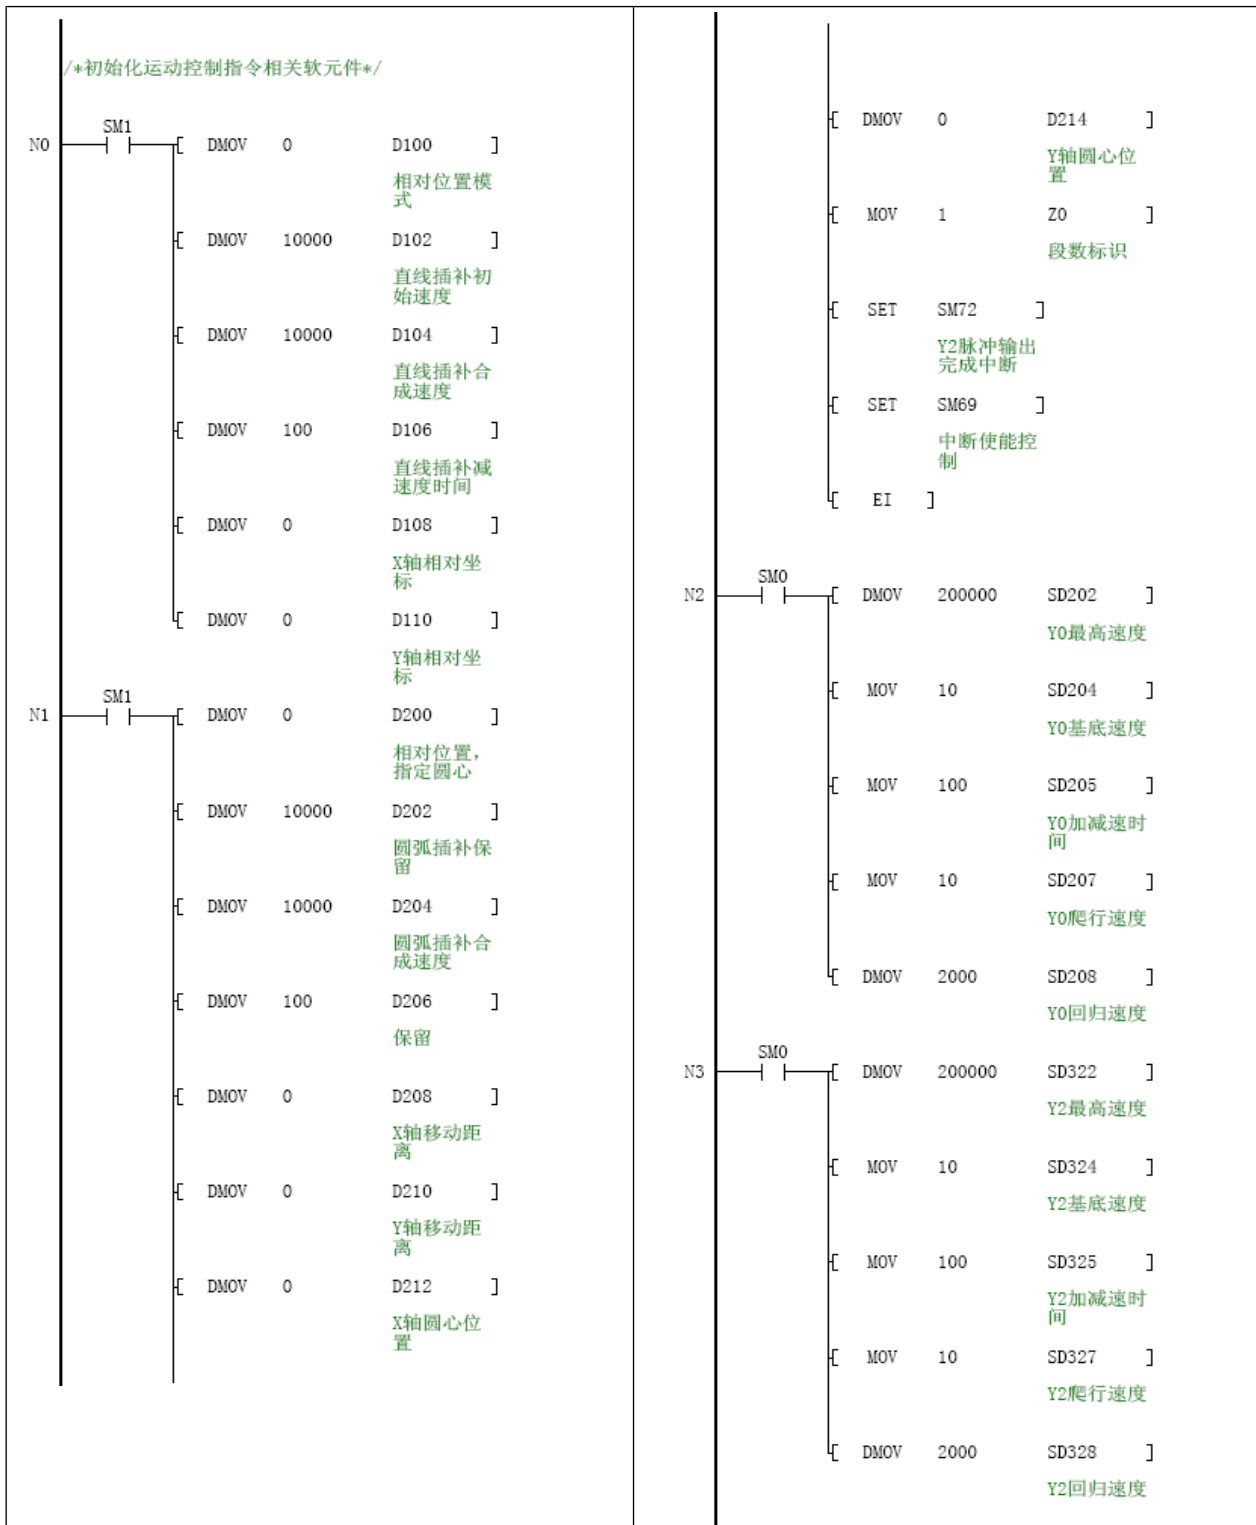 /*初始化运动控制指令相关软元件*/
SM1
N0 [ DMOV 0 D100 ]
相对位置模
式
[ DMOV 10000 D102 ]
直线插补初
始速度
[ DMOV 10000 D104 ]
直线插补合
成速度
[ DMOV 100 D106 ]
直线插补减
速度时间
[ DMOV 0 D108 ]
X轴相对坐
标
[ DMOV 0 D110 ]
Y轴相对坐
标
SM1
N1 [ DMOV 0 D200 ]
相对位置，
指定圆心
[ DMOV 10000 D202 ]
圆弧插补保
留
[ DMOV 10000 D204 ]
圆弧插补合
成速度
[ DMOV 100 D206 ]
保留
[ DMOV 0 D208 ]
X轴移动距
离
[ DMOV 0 D210 ]
Y轴移动距
离
[ DMOV 0 D212 ]
X轴圆心位
置
[ DMOV 0 D214 ]
Y轴圆心位
置
[ MOV 1 Z0 ]
段数标识
[ SET SM72 ]
Y2脉冲输出
完成中断
[ SET SM69 ]
中断使能控
制
[ EI ]
SM0
N2 [ DMOV 200000 SD202 ]
Y0最高速度
[ MOV 10 SD204 ]
Y0基底速度
[ MOV 100 SD205 ]
Y0加减速时
间
[ MOV 10 SD207 ]
Y0爬行速度
[ DMOV 2000 SD208 ]
Y0回归速度
SM0
N3 [ DMOV 200000 SD322 ]
Y2最高速度
[ MOV 10 SD324 ]
Y2基底速度
[ MOV 100 SD325 ]
Y2加减速时
间
[ MOV 10 SD327 ]
Y2爬行速度
[ DMOV 2000 SD328 ]
Y2回归速度